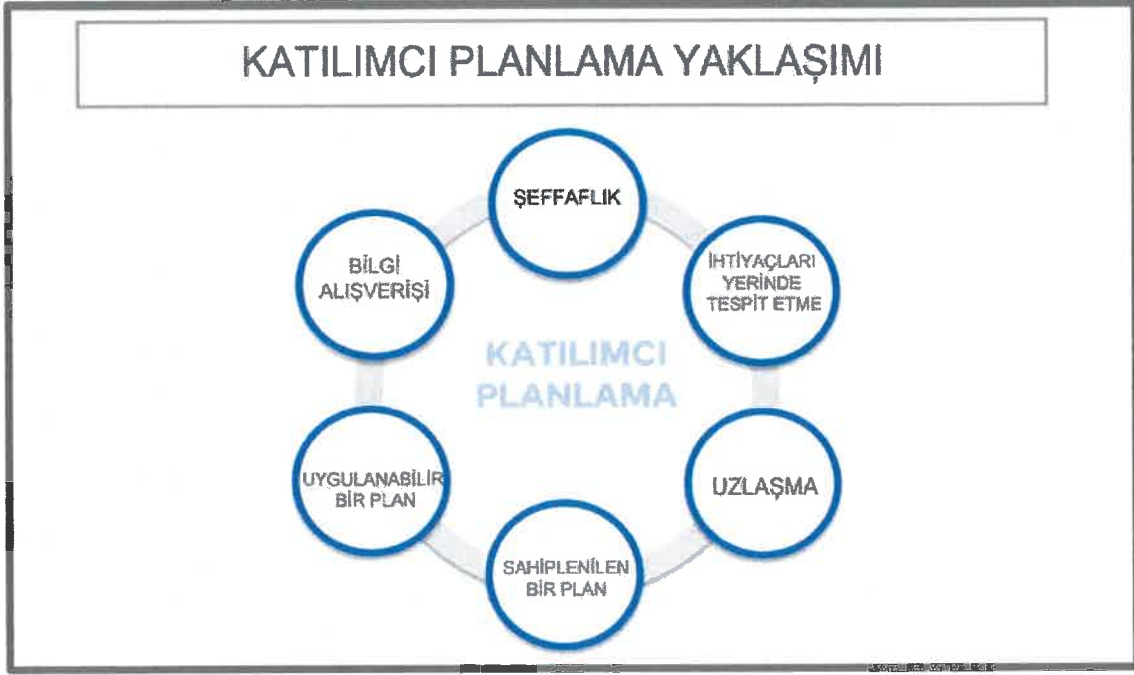 KATILIMCI PLANLAMA YAKLAŞIMI
ŞEFFAFLIK
İHTİYAÇLARI
YERİNDE
TESPİT ETME
UZLAŞMA
SAHİPLENİLEN
BİR PLAN
UYGULANABİLİR
BİR PLAN
BİLGİ
ALIŞVERİŞİ
KATILIMCI
PLANLAMA